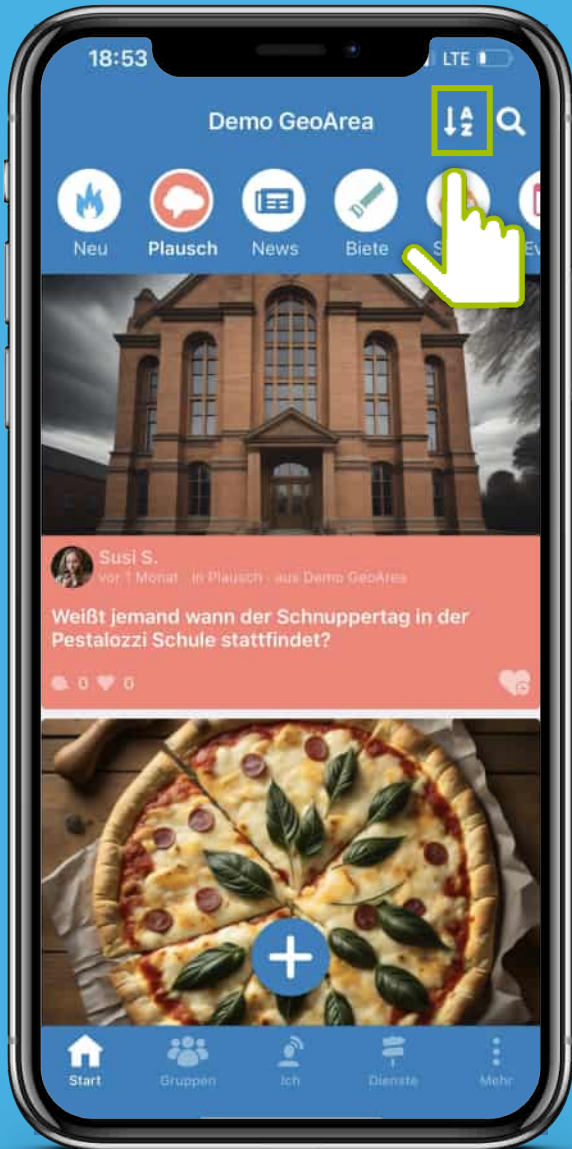 18:53
LTE
Demo GeoArea
A
Z
Neu
Plausch
News
Biete
S
Ev
Susi S.
vor 1 Monat · in Plausch · aus Demo GeoArea
Weißt jemand wann der Schnuppertag in der
Pestalozzi Schule stattfindet?
0 0
Start
Gruppen
Ich
Dienste
Mehr